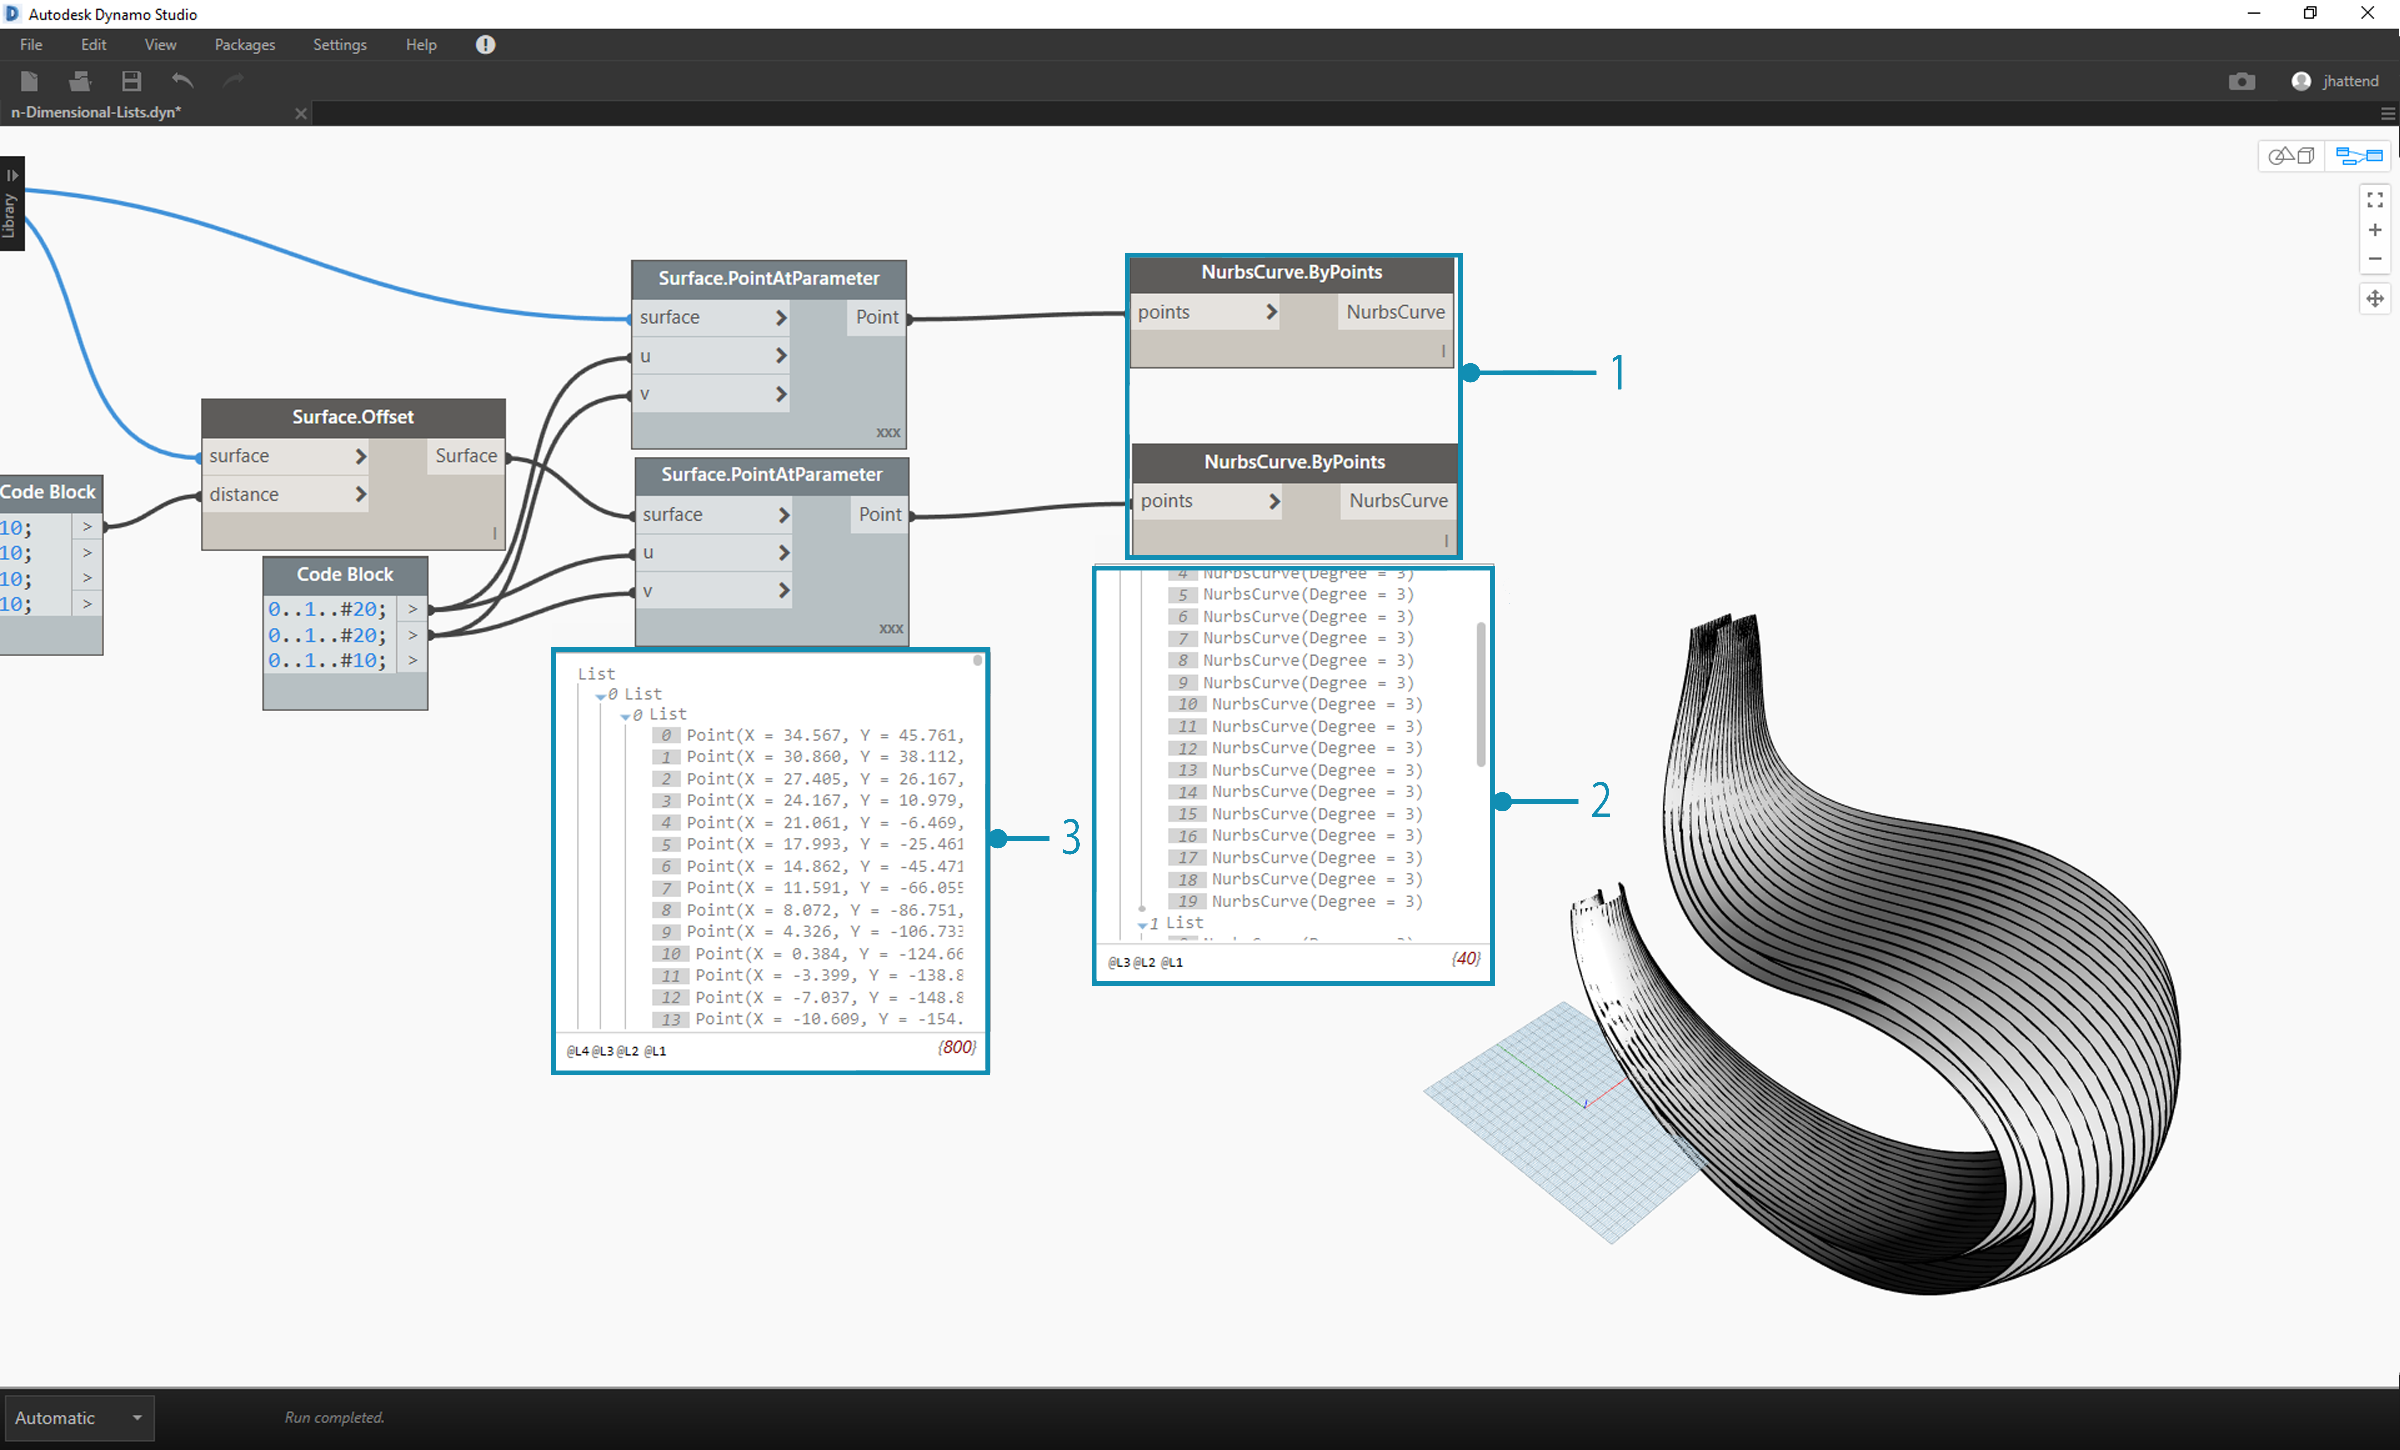 Autodesk Dynamo Studio
File Edit View Packages Settings Help
jhattend
n-Dimensional-Lists.dyn*
Library
Code Block
10; >
10; >
10; >
10; >
Surface.Offset
surface Surface
distance
Code Block
0..1..#20; >
0..1..#20; >
0..1..#10; >
Surface.PointAtParameter
surface Point
u
v
xxx
Surface.PointAtParameter
surface Point
u
v
xxx
NurbsCurve.ByPoints
points NurbsCurve
NurbsCurve.ByPoints
points NurbsCurve
1
List
0 List
0 List
0 Point(X = 34.567, Y = 45.761,
1 Point(X = 30.860, Y = 38.112,
2 Point(X = 27.405, Y = 26.167,
3 Point(X = 24.167, Y = 10.979,
4 Point(X = 21.061, Y = -6.469,
5 Point(X = 17.993, Y = -25.461
6 Point(X = 14.862, Y = -45.471
7 Point(X = 11.591, Y = -66.055
8 Point(X = 8.072, Y = -86.751,
9 Point(X = 4.326, Y = -106.733
10 Point(X = 0.384, Y = -124.66
11 Point(X = -3.399, Y = -138.8
12 Point(X = -7.037, Y = -148.8
13 Point(X = -10.609, Y = -154.
@L4 @L3 @L2 @L1 {800}
3
4 NurbsCurve(Degree = 3)
5 NurbsCurve(Degree = 3)
6 NurbsCurve(Degree = 3)
7 NurbsCurve(Degree = 3)
8 NurbsCurve(Degree = 3)
9 NurbsCurve(Degree = 3)
10 NurbsCurve(Degree = 3)
11 NurbsCurve(Degree = 3)
12 NurbsCurve(Degree = 3)
13 NurbsCurve(Degree = 3)
14 NurbsCurve(Degree = 3)
15 NurbsCurve(Degree = 3)
16 NurbsCurve(Degree = 3)
17 NurbsCurve(Degree = 3)
18 NurbsCurve(Degree = 3)
19 NurbsCurve(Degree = 3)
1 List
@L3 @L2 @L1 {40}
2
Automatic
Run completed.